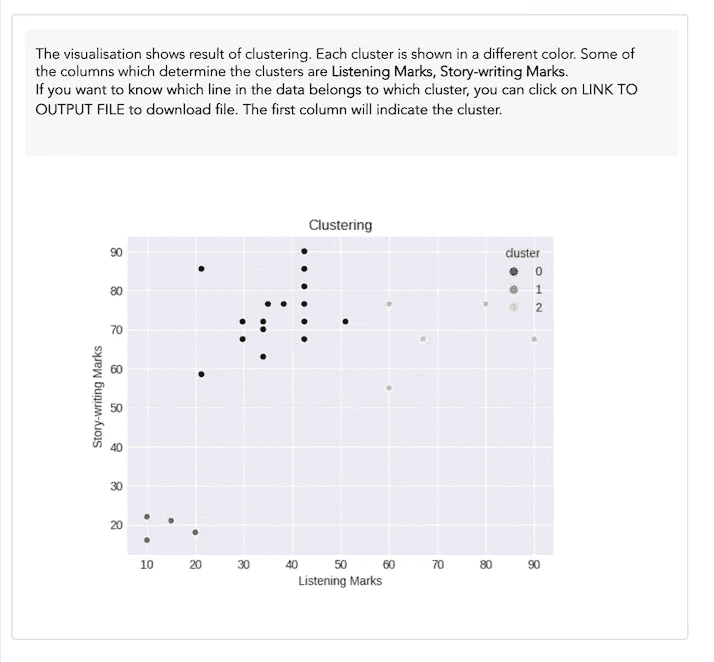 The visualisation shows result of clustering. Each cluster is shown in a different color. Some of
the columns which determine the clusters are Listening Marks, Story-writing Marks.
If you want to know which line in the data belongs to which cluster, you can click on LINK TO
OUTPUT FILE to download file. The first column will indicate the cluster.
Clustering
cluster
0
1
2
90
80
70
60
50
40
30
20
Story-writing Marks
10 20 30 40 50 60 70 80 90
Listening Marks